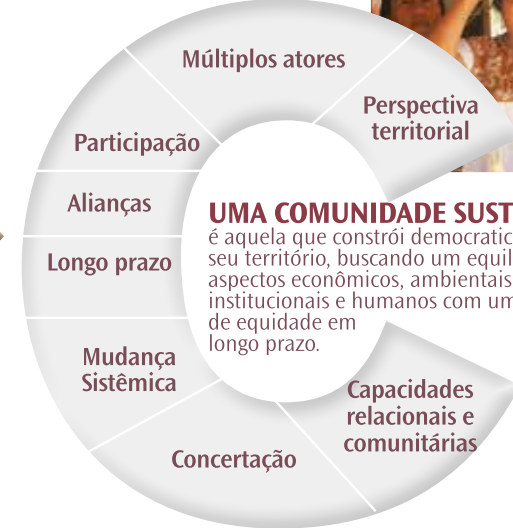 Múltiplos atores
Perspectiva
territorial
Participação
Alianças
Longo prazo
Mudança
Sistêmica
Concertação
Capacidades
relacionais e
comunitárias
UMA COMUNIDADE SUST
é aquela que constrói democratic
seu território, buscando um equil
aspectos econômicos, ambientais
institucionais e humanos com um
de equidade em
longo prazo.